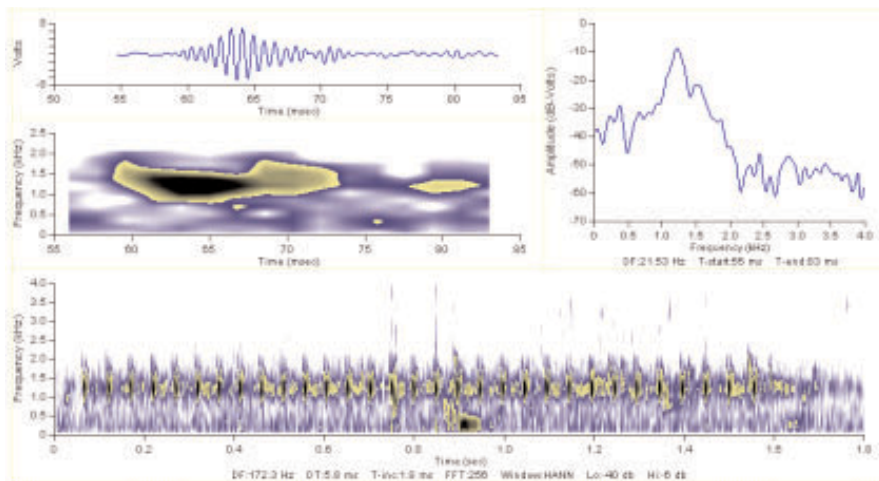 8
Volts
-8
50 55 60 65 70 75 80 85 95
Time (msec)
2.5
2.0
1.5
1.0
0.5
0
Frequency (kHz)
55 60 65 70 75 80 85 95
Time (msec)
0
-10
-20
-30
-40
-50
-60
-70
Amplitude (dB-Volts)
0 0.5 1.0 1.5 2.0 2.5 3.0 3.5 4.0
Frequency (kHz)
DF:21.53 Hz T-start:55 ms T-end:83 ms
4.0
3.5
3.0
2.5
2.0
1.5
1.0
0.5
0
Frequency (kHz)
0 0.2 0.4 0.6 0.8 1.0 1.2 1.4 1.6 1.8
Time (sec)
DF:172.3 Hz DT:5.8 ms T-inc:1.8 ms FFT:256 Window:HANN Lo:-40 db Hi:-6 db